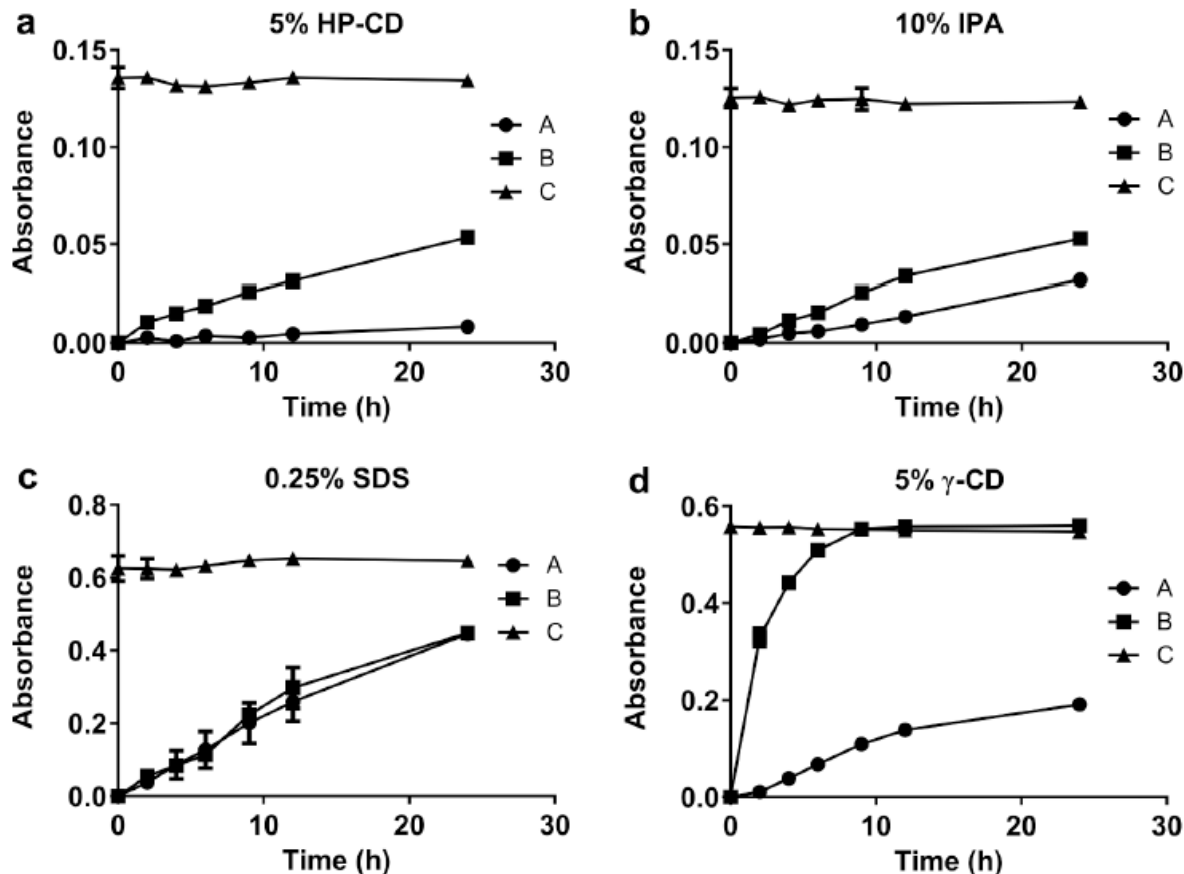 a
5% HP-CD
Absorbance
0.15
0.10
0.05
0.00
0 10 20 30
Time (h)
A
B
C
b
10% IPA
Absorbance
0.15
0.10
0.05
0.00
0 10 20 30
Time (h)
A
B
C
c
0.25% SDS
Absorbance
0.8
0.6
0.4
0.2
0.0
0 10 20 30
Time (h)
A
B
C
d
5% γ-CD
Absorbance
0.6
0.4
0.2
0.0
0 10 20 30
Time (h)
A
B
C